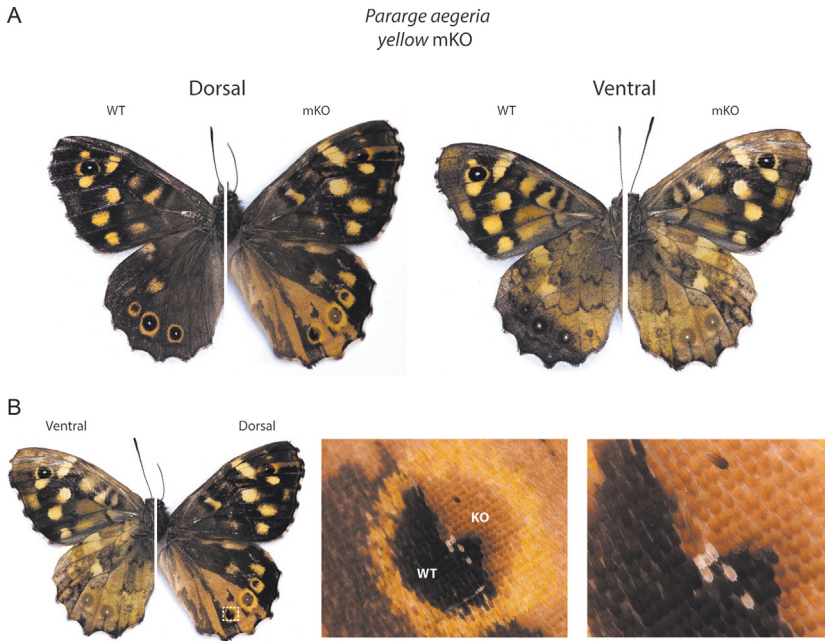 A
Pararge aegeria
yellow mKO
Dorsal
WT
mKO
Ventral
WT
mKO
B
Ventral
Dorsal
KO
WT